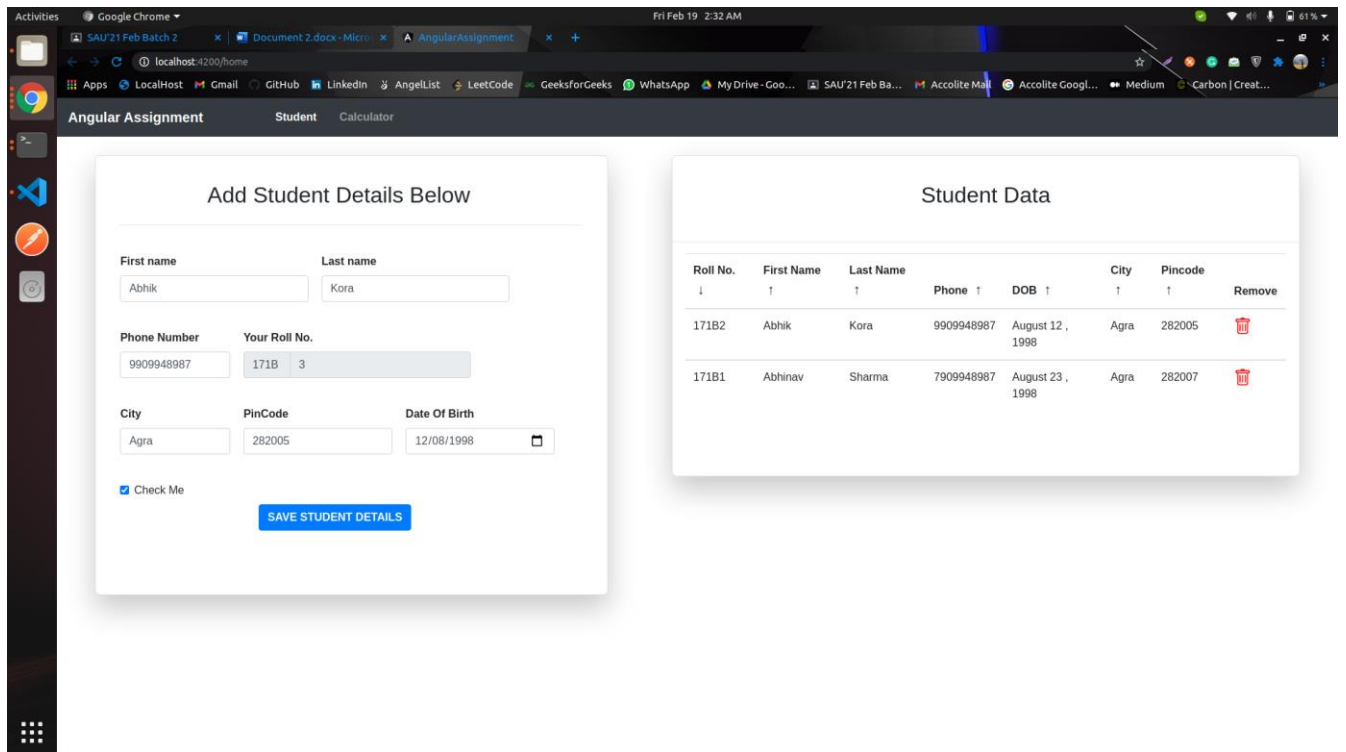 Activities Google Chrome Fri Feb 19 2:32 AM 61 %
SAU'21 Feb Batch 2 × Document 2.docx - Micro × AngularAssignment × +
localhost:4200/home
Apps LocalHost Gmail GitHub LinkedIn AngelList LeetCode GeeksforGeeks WhatsApp My Drive - Goo... SAU'21 Feb Ba... Accolite Mail Accolite Googl... Medium Carbon | Creat... »
Angular Assignment Student Calculator
Add Student Details Below
First name Last name
Abhik Kora
Phone Number Your Roll No.
9909948987 171B 3
City PinCode Date Of Birth
Agra 282005 12/08/1998
Check Me
SAVE STUDENT DETAILS
Student Data
Roll No. ↓ First Name ↑ Last Name ↑ Phone ↑ DOB ↑ City ↑ Pincode ↑ Remove
171B2 Abhik Kora 9909948987 August 12 , Agra 282005
1998
171B1 Abhinav Sharma 7909948987 August 23 , Agra 282007
1998